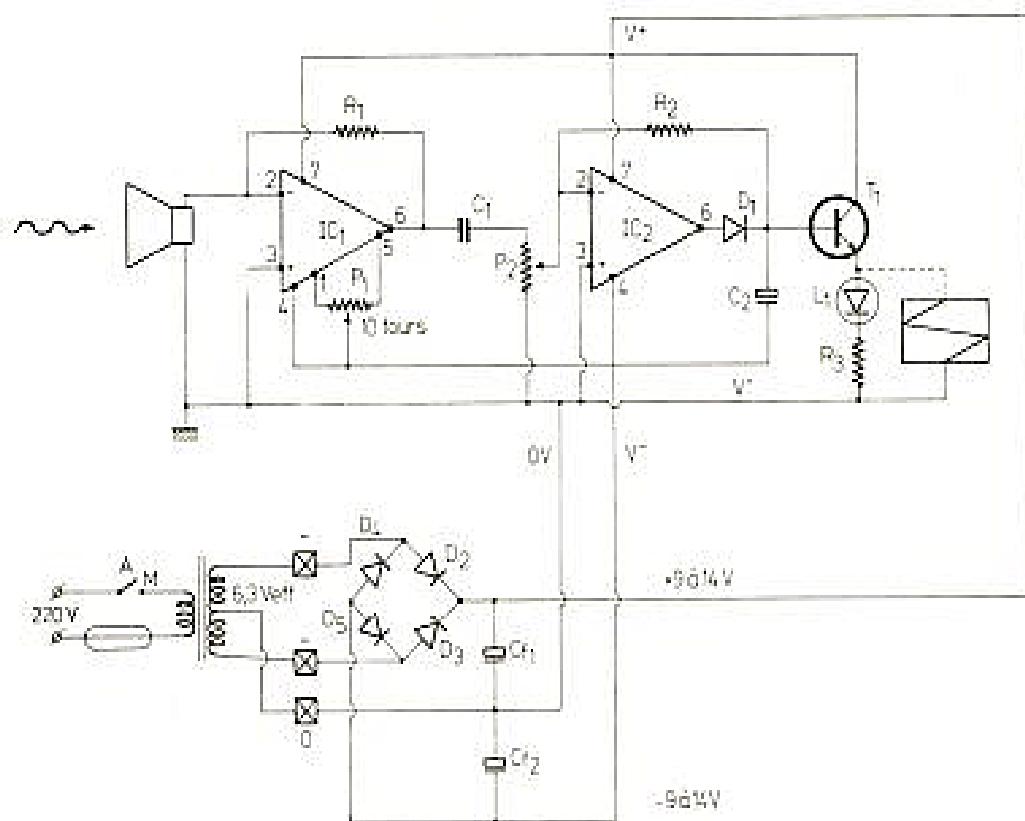 V+
R1
R2
2
7
6
C1
2
7
6
D1
T1
IC1
3
5
P1
P2
IC2
3
4
1
10 tours
4
C2
L1
R3
V-
0V
V-
D4
D2
A
M
6,3 Veff
+9à14V
220V
D5
D3
Cf1
0
Cf2
-9à14V